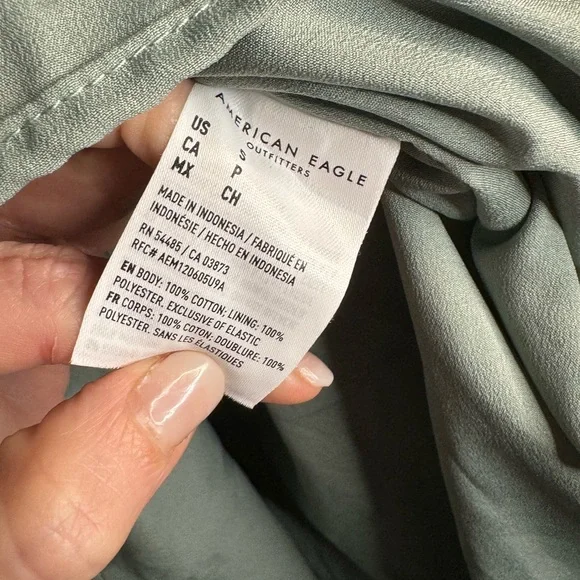 AMERICAN EAGLE
OUTFITTERS
US S
CA P
MX CH
MADE IN INDONESIA / FABRIQUÉ EN
INDONÉSIE / HECHO EN INDONESIA
RN 54485 / CA 03873
RFC# AEM120605U9A
EN BODY: 100% COTTON; LINING: 100%
POLYESTER. EXCLUSIVE OF ELASTIC
FR CORPS: 100% COTON; DOUBLURE: 100%
POLYESTER. SANS LES ÉLASTIQUES